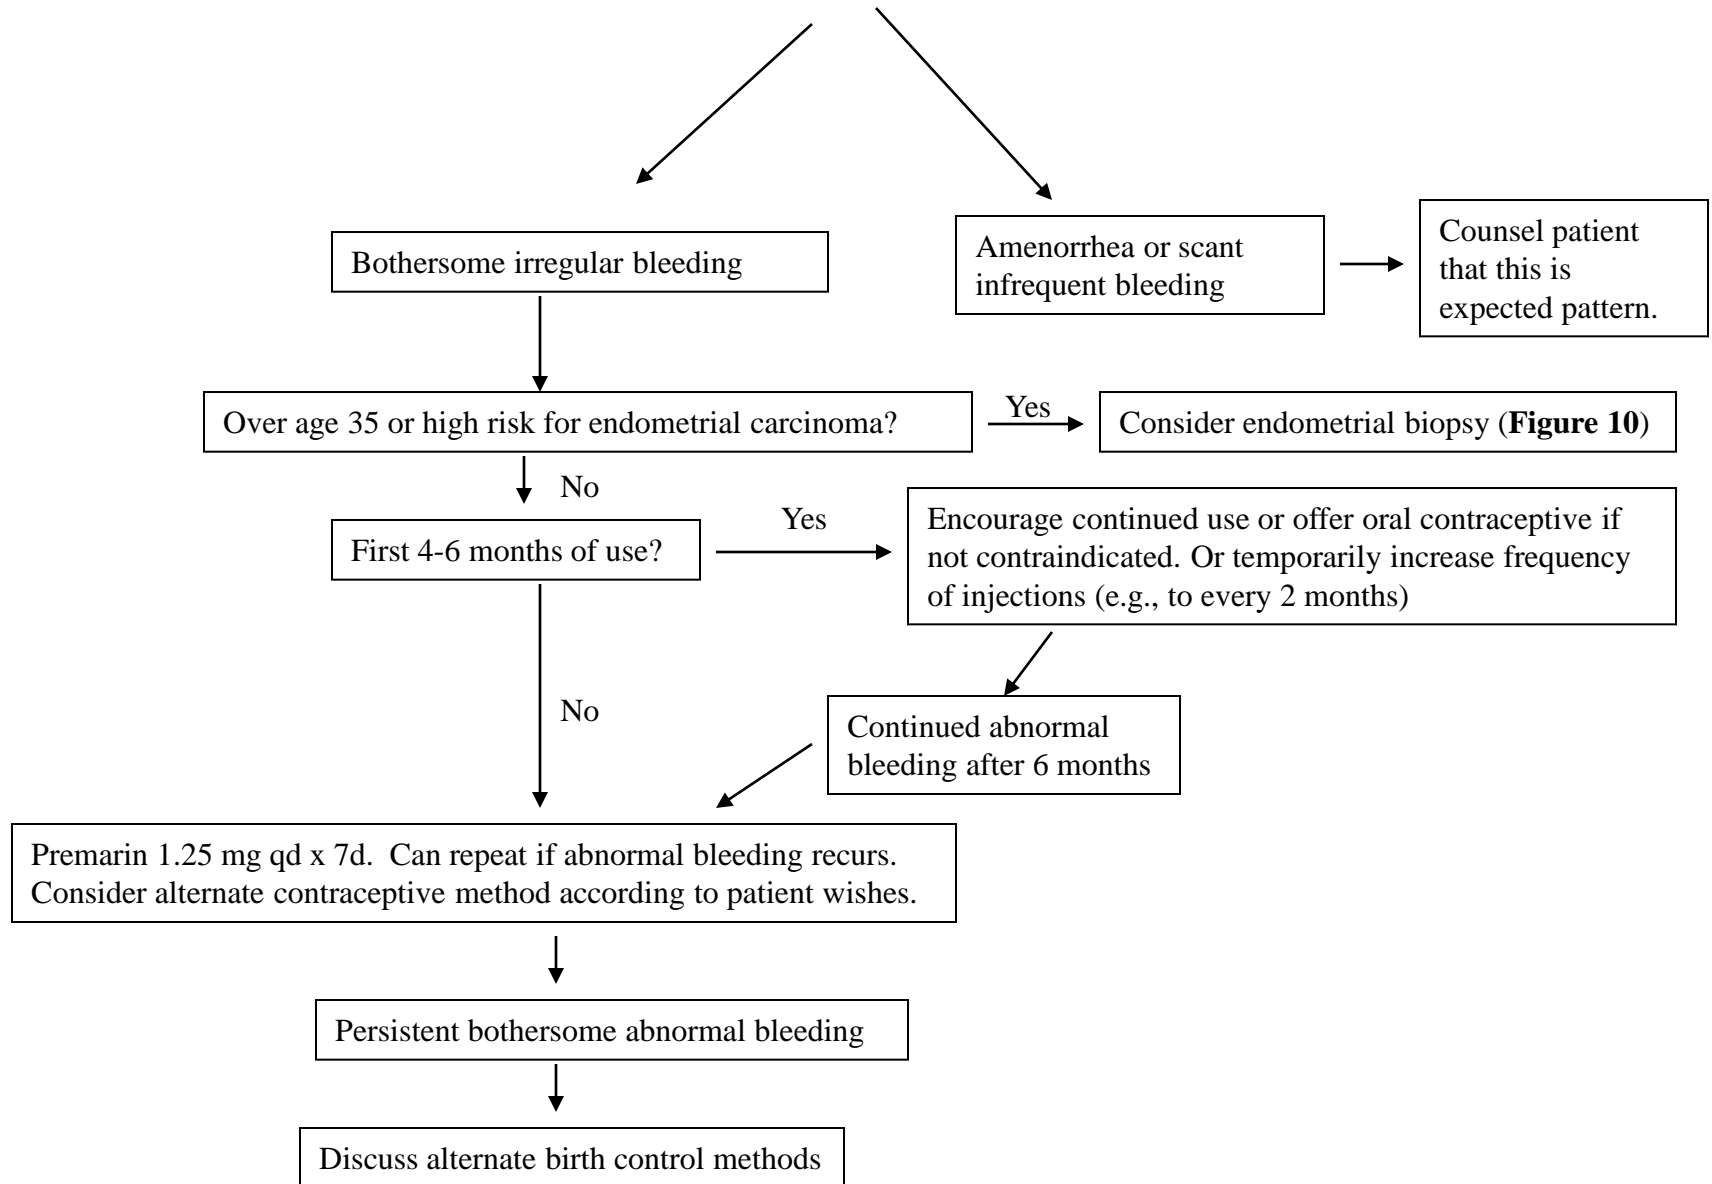 Bothersome irregular bleeding
Amenorrhea or scant
infrequent bleeding
Counsel patient
that this is
expected pattern.
Over age 35 or high risk for endometrial carcinoma?
Yes
Consider endometrial biopsy (Figure 10)
No
First 4-6 months of use?
Yes
Encourage continued use or offer oral contraceptive if
not contraindicated. Or temporarily increase frequency
of injections (e.g., to every 2 months)
No
Continued abnormal
bleeding after 6 months
Premarin 1.25 mg qd x 7d.  Can repeat if abnormal bleeding recurs.
Consider alternate contraceptive method according to patient wishes.
Persistent bothersome abnormal bleeding
Discuss alternate birth control methods